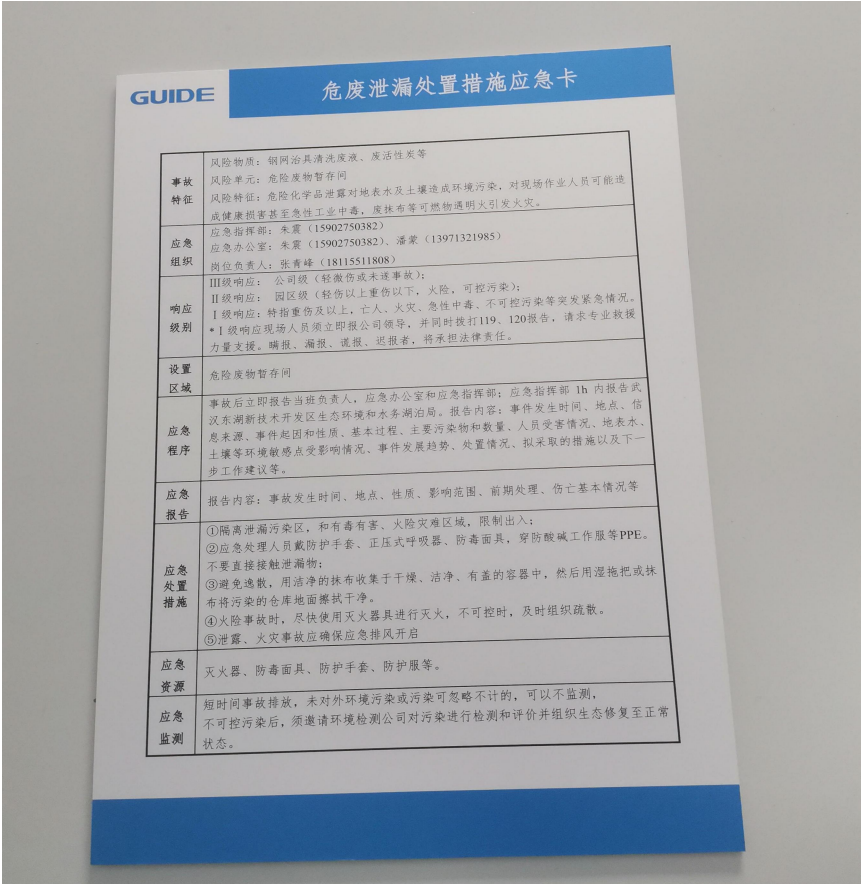 GUIDE
危废泄漏处置措施应急卡
事故
特征
风险物质：钢网治具清洗废液、废活性炭等
风险单元：危险废物暂存间
风险特征：危险化学品泄露对地表水及土壤造成环境污染，对现场作业人员可能造
成健康损害甚至急性工业中毒，废抹布等可燃物遇明火引发火灾。
应急
组织
应急指挥部：朱震（15902750382）
应急办公室：朱震（15902750382）、潘蒙（13971321985）
岗位负责人：张青峰（18115511808）
响应
级别
Ⅲ级响应： 公司级（轻微伤或未遂事故）；
Ⅱ级响应： 园区级（轻伤以上重伤以下，火险，可控污染）；
Ⅰ级响应：特指重伤及以上，亡人、火灾、急性中毒、不可控污染等突发紧急情况。
*Ⅰ级响应现场人员须立即报公司领导，并同时拨打119、120报告，请求专业救援
力量支援。瞒报、漏报、谎报、迟报者，将承担法律责任。
设置
区域
危险废物暂存间
应急
程序
事故后立即报告当班负责人，应急办公室和应急指挥部；应急指挥部 1h 内报告武
汉东湖新技术开发区生态环境和水务湖泊局。报告内容：事件发生时间、地点、信
息来源、事件起因和性质、基本过程、主要污染物和数量、人员受害情况、地表水、
土壤等环境敏感点受影响情况、事件发展趋势、处置情况、拟采取的措施以及下一
步工作建议等。
应急
报告
报告内容：事故发生时间、地点、性质、影响范围、前期处理、伤亡基本情况等
应急
处置
措施
①隔离泄漏污染区，和有毒有害、火险灾难区域，限制出入；
②应急处理人员戴防护手套、正压式呼吸器、防毒面具，穿防酸碱工作服等PPE。
不要直接接触泄漏物；
③避免逸散，用洁净的抹布收集于干燥、洁净、有盖的容器中，然后用湿拖把或抹
布将污染的仓库地面擦拭干净。
④火险事故时，尽快使用灭火器具进行灭火，不可控时，及时组织疏散。
⑤泄露、火灾事故应确保应急排风开启
应急
资源
灭火器、防毒面具、防护手套、防护服等。
应急
监测
短时间事故排放，未对外环境污染或污染可忽略不计的，可以不监测，
不可控污染后，须邀请环境检测公司对污染进行检测和评价并组织生态修复至正常
状态。